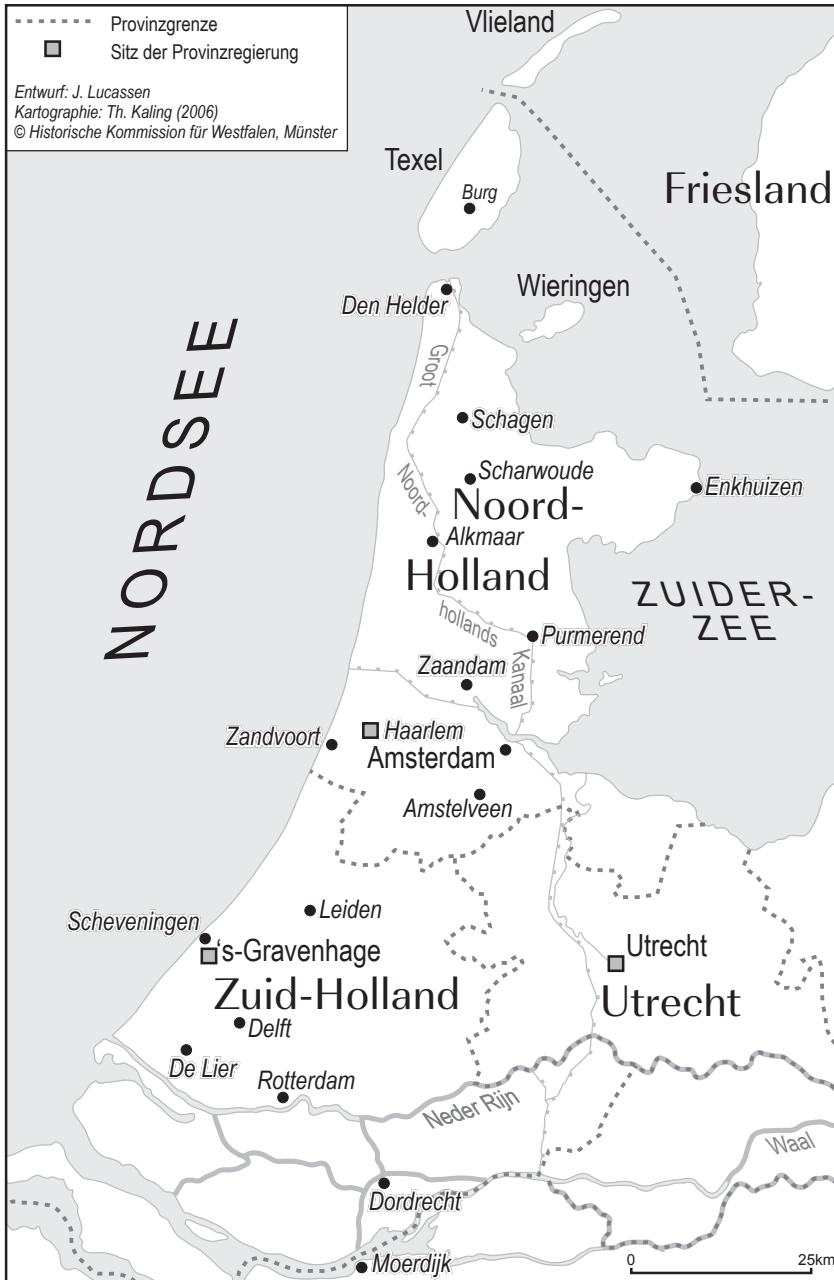 Provinzgrenze
Sitz der Provinzregierung
Entwurf: J. Lucassen
Kartographie: Th. Kaling (2006)
© Historische Kommission für Westfalen, Münster
Vlieland
Texel
Burg
Friesland
Den Helder
Wieringen
Groot
NORDSEE
Schagen
Scharwoude
Noord-
Enkhuizen
Noord-
Alkmaar
Holland
ZUIDER-
ZEE
hollands
Purmerend
Kanaal
Zaandam
Zandvoort
Haarlem
Amsterdam
Amstelveen
Leiden
Scheveningen
's-Gravenhage
Utrecht
Zuid-Holland
Utrecht
Delft
De Lier
Rotterdam
Neder Rijn
Waal
Dordrecht
Moerdijk
0 25km